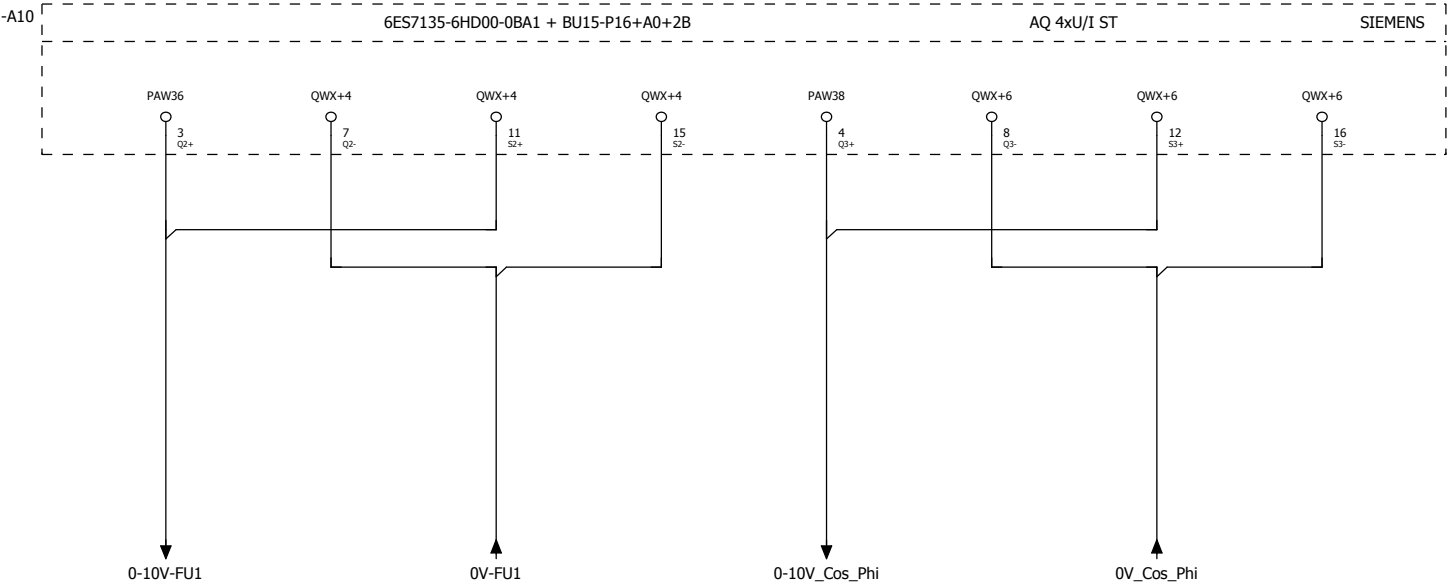 -A10
6ES7135-6HD00-0BA1 + BU15-P16+A0+2B AQ 4xU/I ST SIEMENS
PAW36 QWX+4 QWX+4 QWX+4 PAW38 QWX+6 QWX+6 QWX+6
3 7 11 15 4 8 12 16
Q2+ Q2- S2+ S2- Q3+ Q3- S3+ S3-
0-10V-FU1 0V-FU1 0-10V_Cos_Phi 0V_Cos_Phi